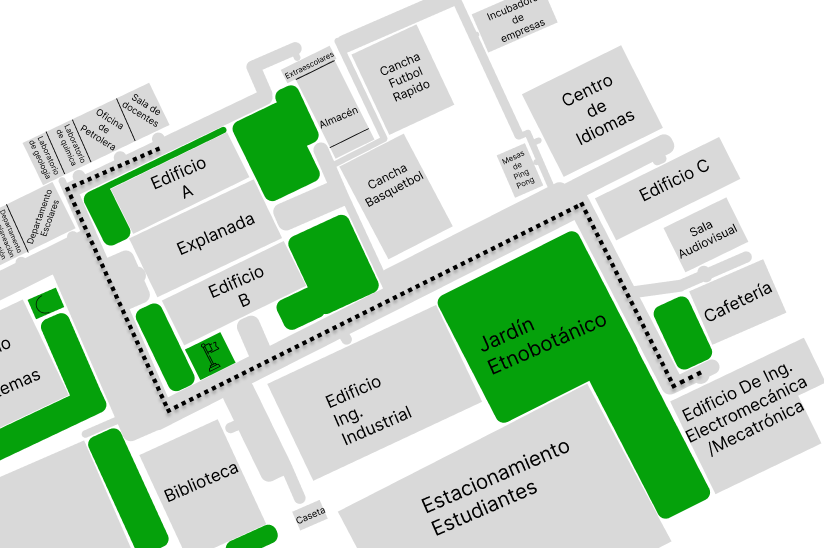 Incubadora
de
empresas
Extraescolares
Cancha
Futbol
Rapido
Centro
de
Idiomas
Almacén
Sala de
docentes
Oficina
de
Petrolera
Laboratorio
de quimica
Laboratorio
de geología
Mesas
de
Ping
Pong
Edificio
A
Cancha
Basquetbol
Edificio C
Departamento
Escolares
Departamento
Explanada
Sala
Audiovisual
Edificio
B
Cafetería
Jardín
Etnobotánico
emas
Edificio
Ing.
Industrial
Edificio De Ing.
Electromecánica
/Mecatrónica
Biblioteca
Estacionamiento
Estudiantes
Caseta